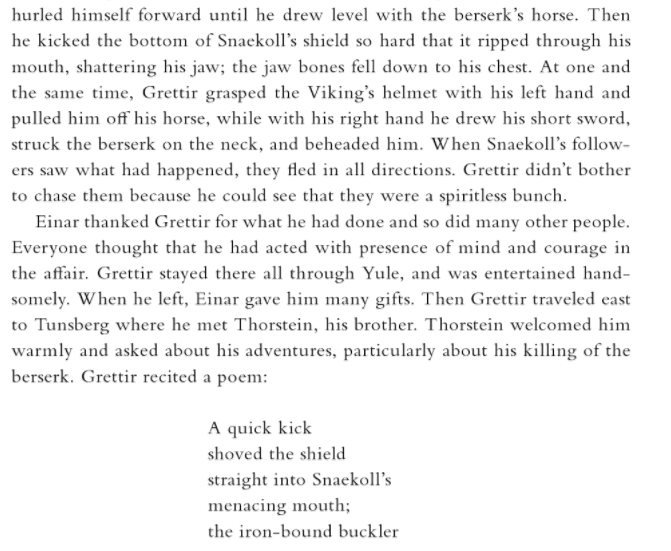 hurled himself forward until he drew level with the berserk's horse. Then
he kicked the bottom of Snaekoll's shield so hard that it ripped through his
mouth, shattering his jaw; the jaw bones fell down to his chest. At one and
the same time, Grettir grasped the Viking's helmet with his left hand and
pulled him off his horse, while with his right hand he drew his short sword,
struck the berserk on the neck, and beheaded him. When Snaekoll's follow-
ers saw what had happened, they fled in all directions. Grettir didn't bother
to chase them because he could see that they were a spiritless bunch.
Einar thanked Grettir for what he had done and so did many other people.
Everyone thought that he had acted with presence of mind and courage in
the affair. Grettir stayed there all through Yule, and was entertained hand-
somely. When he left, Einar gave him many gifts. Then Grettir traveled east
to Tunsberg where he met Thorstein, his brother. Thorstein welcomed him
warmly and asked about his adventures, particularly about his killing of the
berserk. Grettir recited a poem:
A quick kick
shoved the shield
straight into Snaekoll's
menacing mouth;
the iron-bound buckler